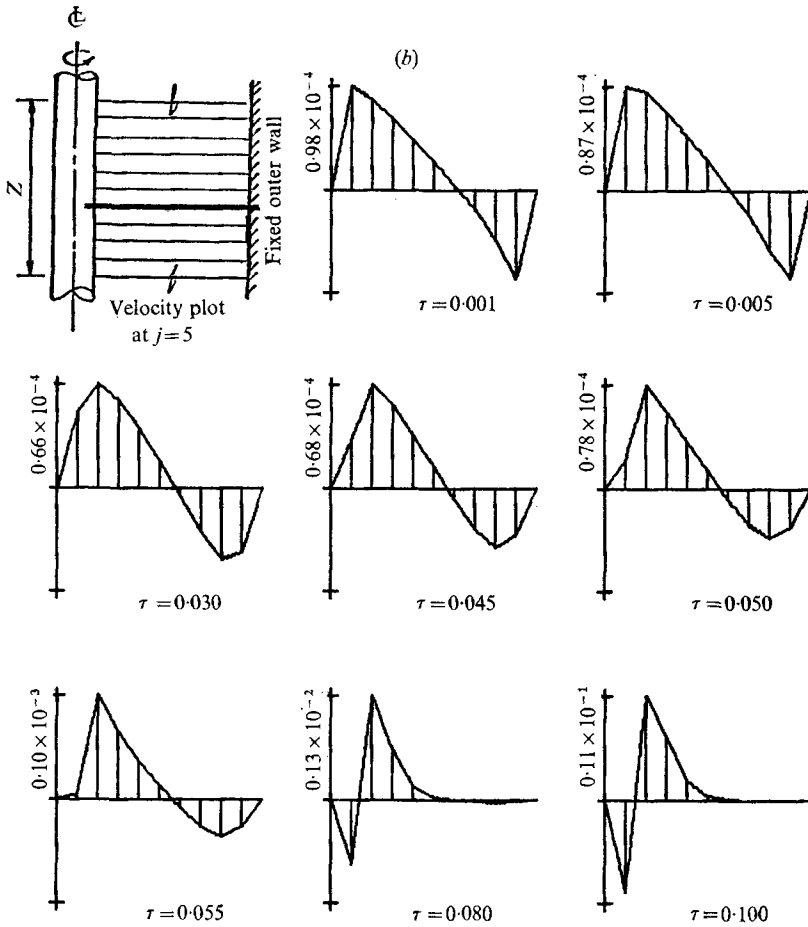 ℄
(b)
Z
Fixed outer wall
Velocity plot
at j=5
0·98 × 10⁻⁴
τ=0·001
0·87 × 10⁻⁴
τ=0·005
0·66 × 10⁻⁴
τ=0·030
0·68 × 10⁻⁴
τ=0·045
0·78 × 10⁻⁴
τ=0·050
0·10 × 10⁻³
τ=0·055
0·13 × 10⁻²
τ=0·080
0·11 × 10⁻¹
τ=0·100